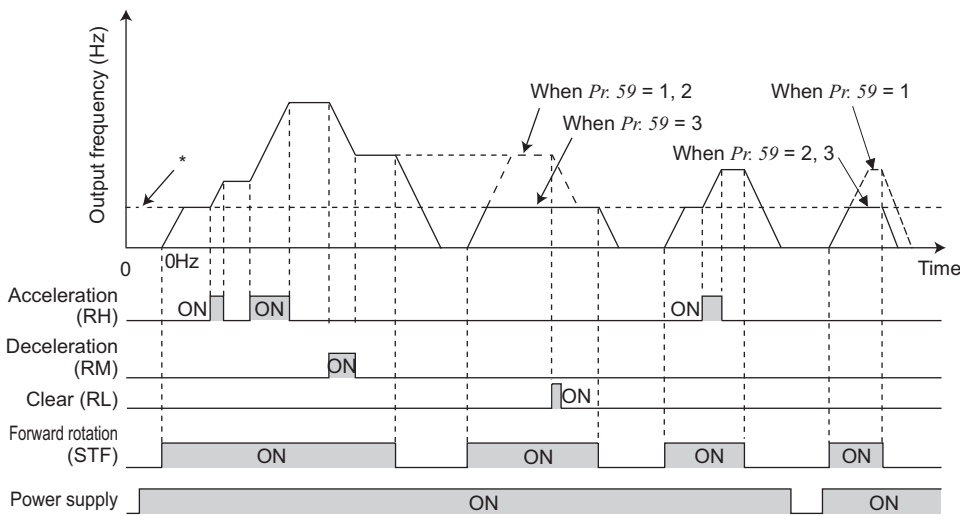 Output frequency (Hz)
When Pr. 59 = 1, 2
When Pr. 59 = 1
When Pr. 59 = 3
When Pr. 59 = 2, 3
*
0
0Hz
Time
Acceleration
(RH)
ON
ON
ON
Deceleration
(RM)
ON
Clear (RL)
ON
Forward rotation
(STF)
ON
ON
ON
ON
Power supply
ON
ON